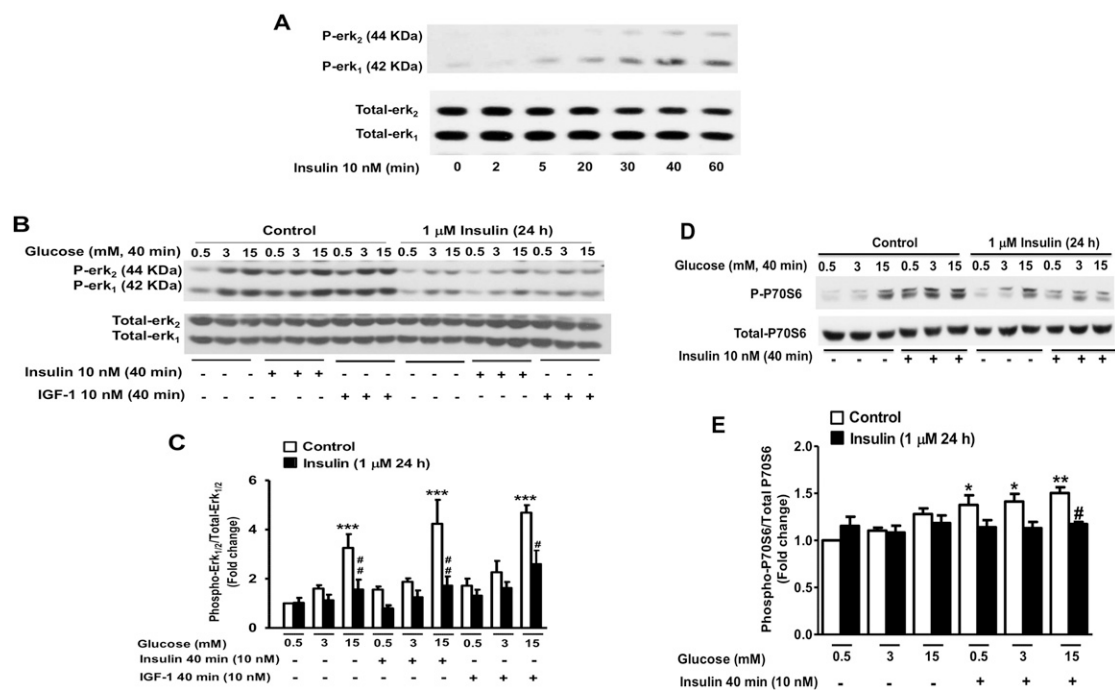 A
P-erk2 (44 KDa)
P-erk1 (42 KDa)
Total-erk2
Total-erk1
Insulin 10 nM (min) 0 2 5 20 30 40 60
B
Control 1 µM Insulin (24 h)
Glucose (mM, 40 min) 0.5 3 15 0.5 3 15 0.5 3 15 0.5 3 15 0.5 3 15 0.5 3 15
P-erk2 (44 KDa)
P-erk1 (42 KDa)
Total-erk2
Total-erk1
Insulin 10 nM (40 min) - - - + + + - - - - - - + + + - - -
IGF-1 10 nM (40 min) - - - - - - + + + - - - - - - + + +
C
Control
Insulin (1 µM 24 h)
Phospho-Erk1/2/Total-Erk1/2
(Fold change)
6
4
2
0
*** *** ***
# # #
# #
Glucose (mM) 0.5 3 15 0.5 3 15 0.5 3 15
Insulin 40 min (10 nM) - - - + + + - - -
IGF-1 40 min (10 nM) - - - - - - + + +
D
Control 1 µM Insulin (24 h)
Glucose (mM, 40 min) 0.5 3 15 0.5 3 15 0.5 3 15 0.5 3 15
P-P70S6
Total-P70S6
Insulin 10 nM (40 min) - - - + + + - - - + + +
E
Control
Insulin (1 µM 24 h)
Phospho-P70S6/Total P70S6
(Fold change)
2.0
1.5
1.0
0.5
0.0
* * **
#
Glucose (mM) 0.5 3 15 0.5 3 15
Insulin 40 min (10 nM) - - - + + +